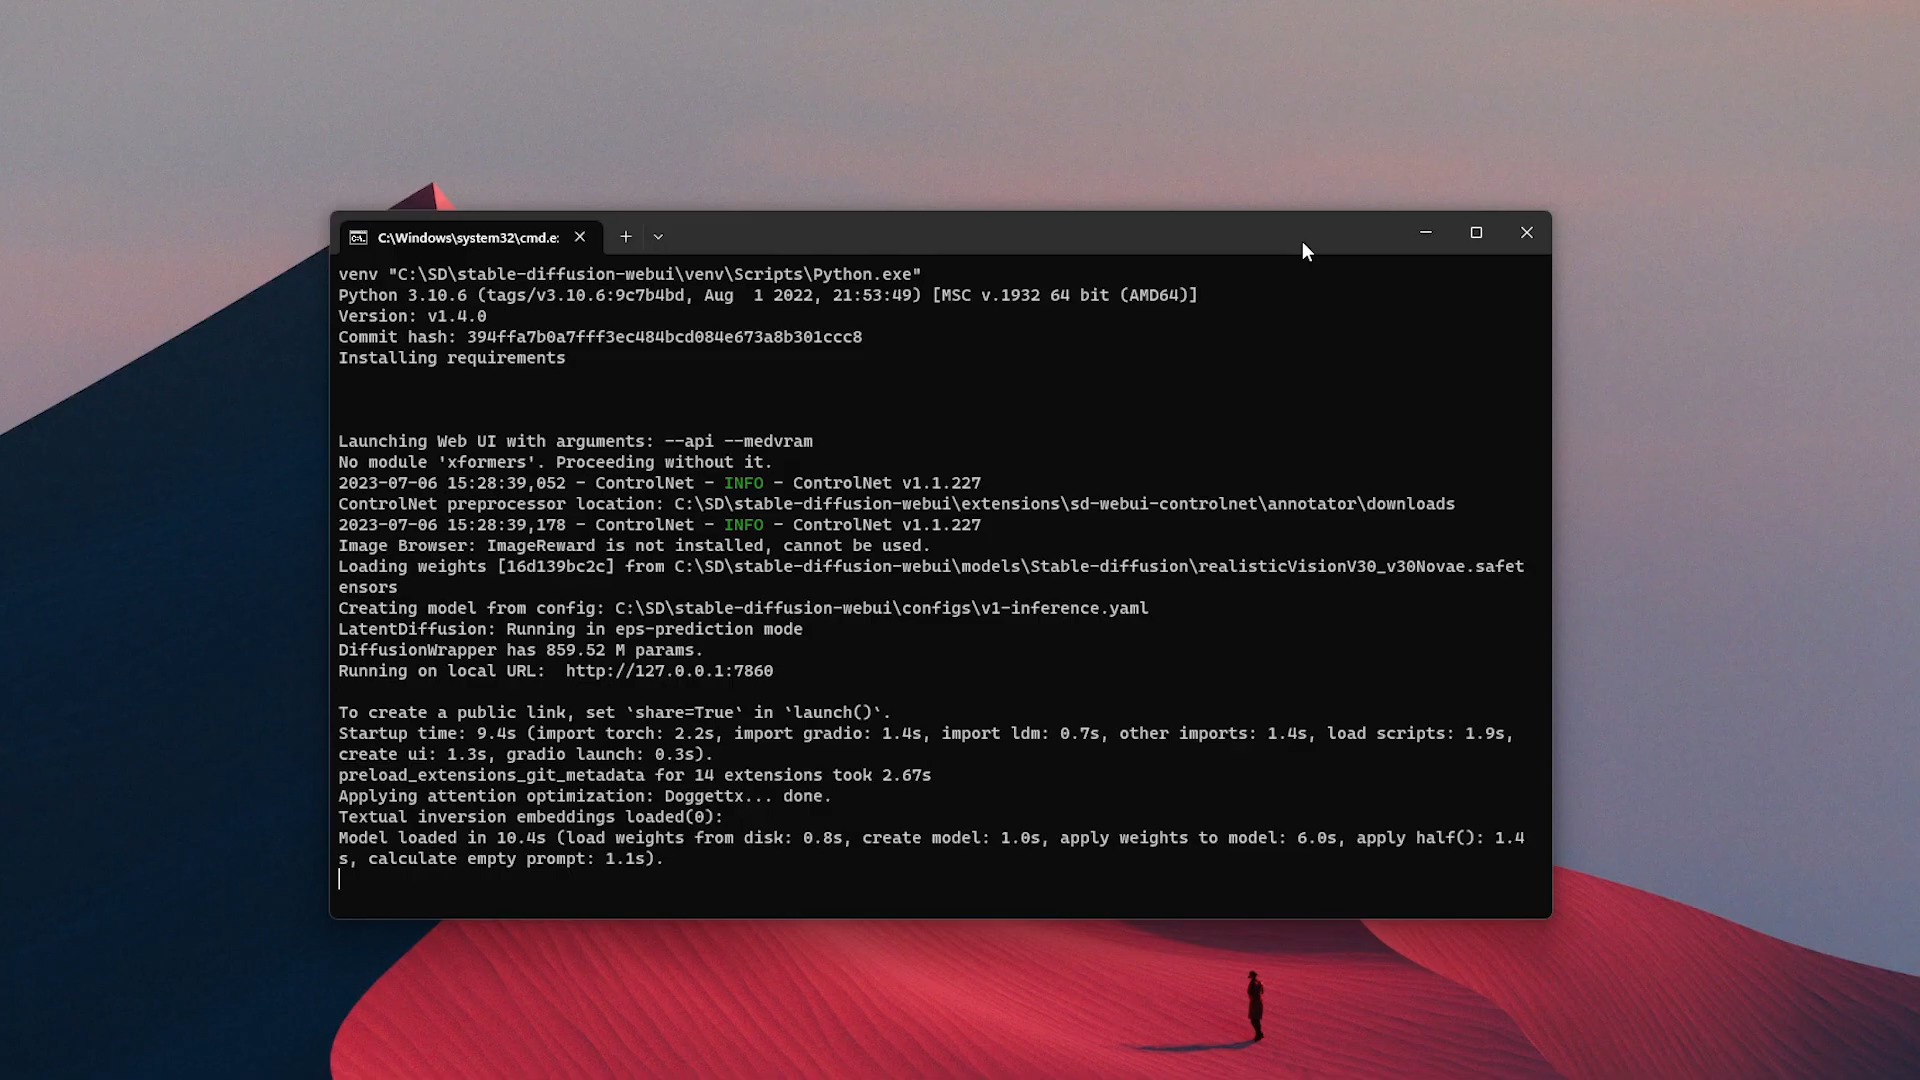 C:\Windows\system32\cmd.e:
venv "C:\SD\stable-diffusion-webui\venv\Scripts\Python.exe"
Python 3.10.6 (tags/v3.10.6:9c7b4bd, Aug  1 2022, 21:53:49) [MSC v.1932 64 bit (AMD64)]
Version: v1.4.0
Commit hash: 394ffa7b0a7fff3ec484bcd084e673a8b301ccc8
Installing requirements
Launching Web UI with arguments: --api --medvram
No module 'xformers'. Proceeding without it.
2023-07-06 15:28:39,052 - ControlNet - INFO - ControlNet v1.1.227
ControlNet preprocessor location: C:\SD\stable-diffusion-webui\extensions\sd-webui-controlnet\annotator\downloads
2023-07-06 15:28:39,178 - ControlNet - INFO - ControlNet v1.1.227
Image Browser: ImageReward is not installed, cannot be used.
Loading weights [16d139bc2c] from C:\SD\stable-diffusion-webui\models\Stable-diffusion\realisticVisionV30_v30Novae.safet
ensors
Creating model from config: C:\SD\stable-diffusion-webui\configs\v1-inference.yaml
LatentDiffusion: Running in eps-prediction mode
DiffusionWrapper has 859.52 M params.
Running on local URL:  http://127.0.0.1:7860
To create a public link, set `share=True` in `launch()`.
Startup time: 9.4s (import torch: 2.2s, import gradio: 1.4s, import ldm: 0.7s, other imports: 1.4s, load scripts: 1.9s,
create ui: 1.3s, gradio launch: 0.3s).
preload_extensions_git_metadata for 14 extensions took 2.67s
Applying attention optimization: Doggettx... done.
Textual inversion embeddings loaded(0):
Model loaded in 10.4s (load weights from disk: 0.8s, create model: 1.0s, apply weights to model: 6.0s, apply half(): 1.4
s, calculate empty prompt: 1.1s).